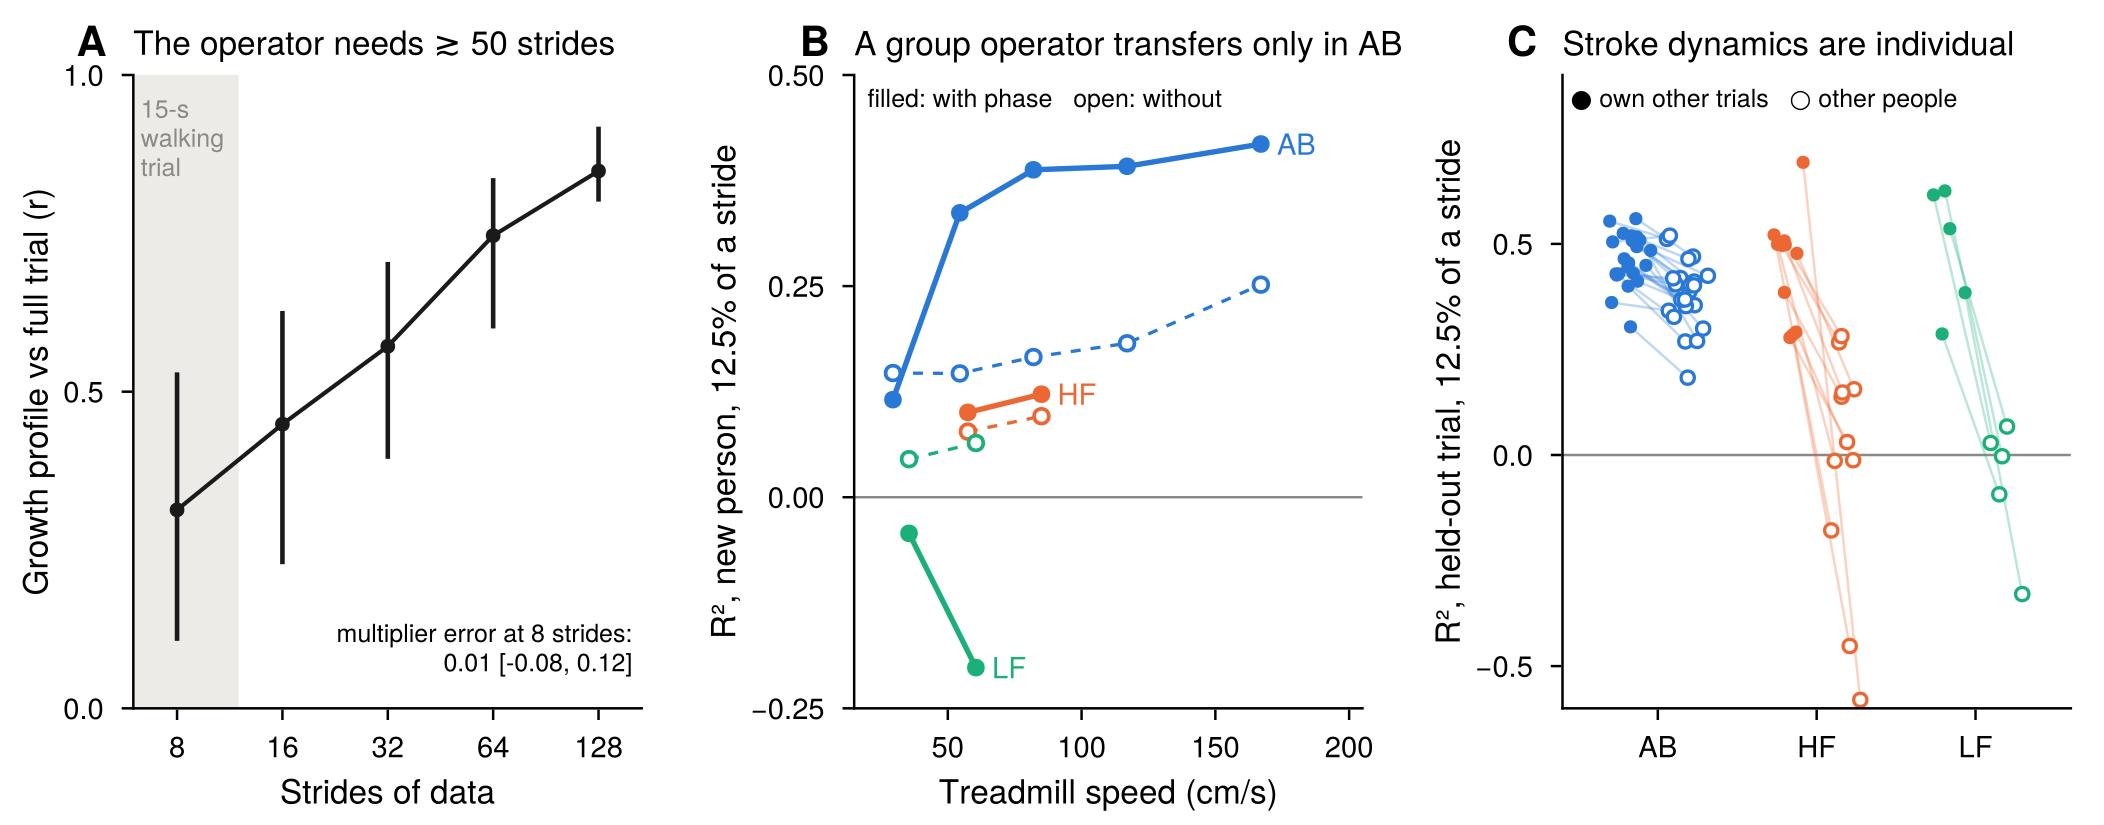 A The operator needs ≳ 50 strides
Growth profile vs full trial (r)
1.0
0.5
0.0
15-s
walking
trial
multiplier error at 8 strides:
0.01 [-0.08, 0.12]
8 16 32 64 128
Strides of data
B A group operator transfers only in AB
R², new person, 12.5% of a stride
0.50
0.25
0.00
−0.25
filled: with phase open: without
AB
HF
LF
50 100 150 200
Treadmill speed (cm/s)
C Stroke dynamics are individual
R², held-out trial, 12.5% of a stride
0.5
0.0
−0.5
own other trials other people
AB HF LF